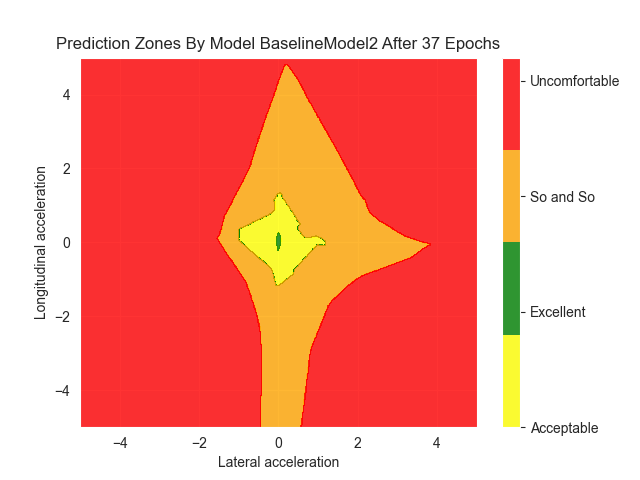 Prediction Zones By Model BaselineModel2 After 37 Epochs
Longitudinal acceleration
4
2
0
−2
−4
−4
−2
0
2
4
Lateral acceleration
Uncomfortable
So and So
Excellent
Acceptable